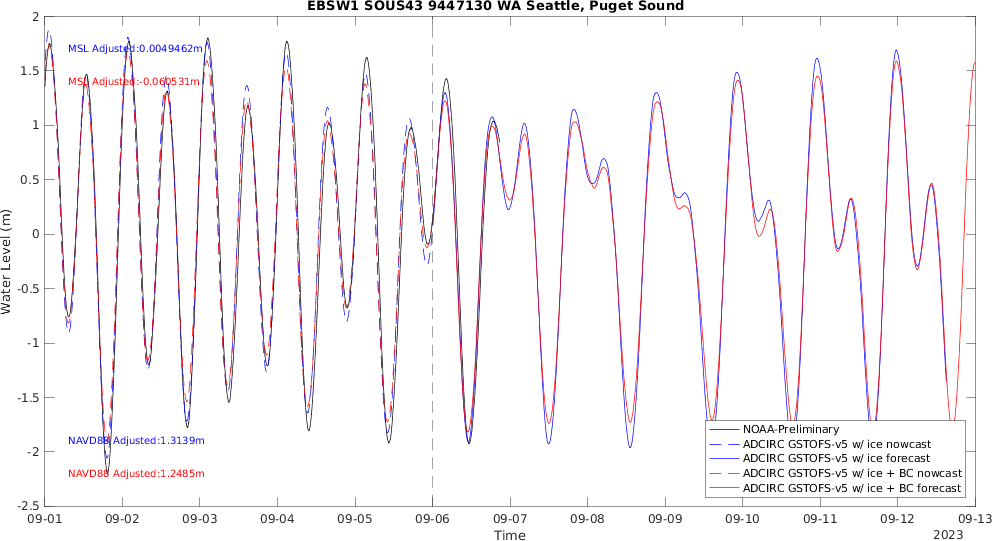 EBSW1 SOUS43 9447130 WA Seattle, Puget Sound
2
1.5
1
0.5
0
-0.5
-1
-1.5
-2
-2.5
Water Level (m)
MSL Adjusted:0.0049462m
MSL Adjusted:-0.060531m
NAVD88 Adjusted:1.3139m
NAVD88 Adjusted:1.2485m
NOAA-Preliminary
ADCIRC GSTOFS-v5 w/ ice nowcast
ADCIRC GSTOFS-v5 w/ ice forecast
ADCIRC GSTOFS-v5 w/ ice + BC nowcast
ADCIRC GSTOFS-v5 w/ ice + BC forecast
09-01 09-02 09-03 09-04 09-05 09-06 09-07 09-08 09-09 09-10 09-11 09-12 09-13
Time
2023